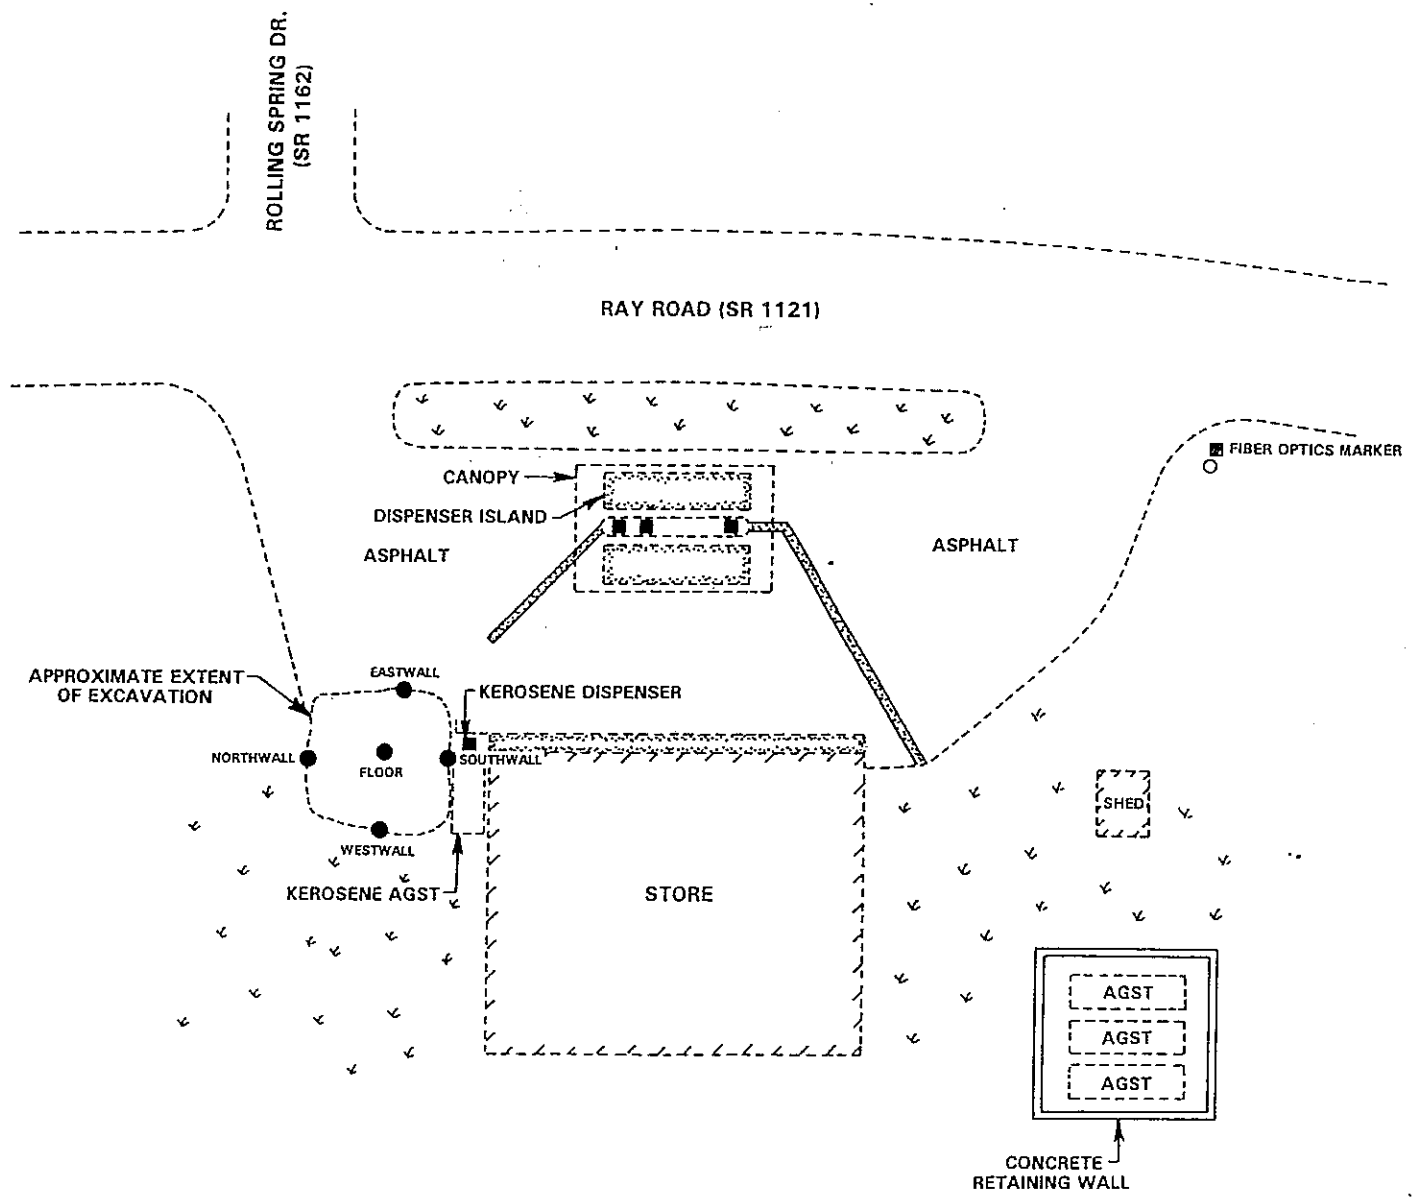 ROLLING SPRING DR.
(SR 1162)
RAY ROAD (SR 1121)
FIBER OPTICS MARKER
CANOPY
DISPENSER ISLAND
ASPHALT
ASPHALT
APPROXIMATE EXTENT
OF EXCAVATION
EASTWALL
KEROSENE DISPENSER
NORTHWALL
FLOOR
SOUTHWALL
WESTWALL
SHED
KEROSENE AGST
STORE
AGST
AGST
AGST
CONCRETE
RETAINING WALL